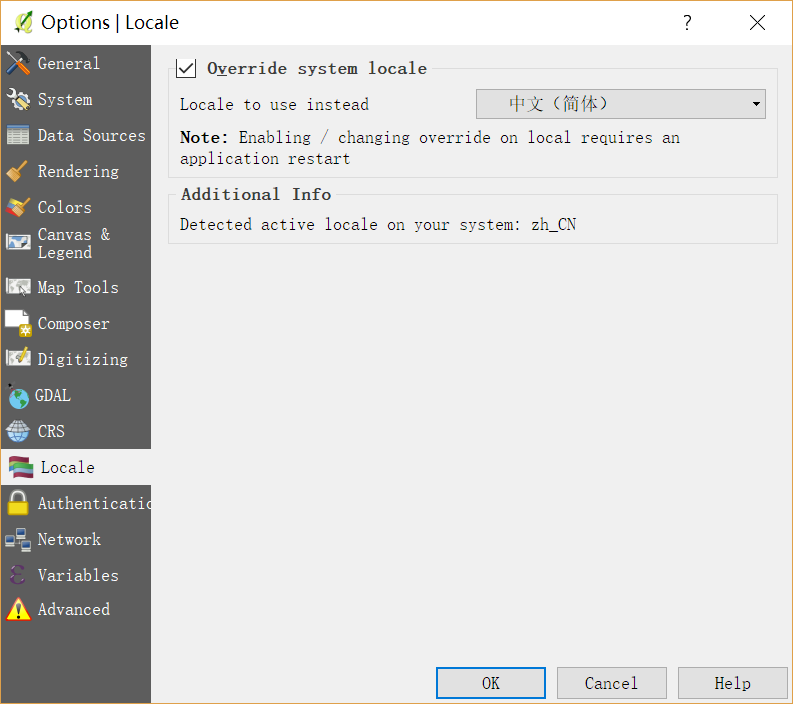 Options | Locale
?
General
System
Data Sources
Rendering
Colors
Canvas &
Legend
Map Tools
Composer
Digitizing
GDAL
CRS
Locale
Authenticatio
Network
Variables
Advanced
Override system locale
Locale to use instead
中文（简体）
Note: Enabling / changing override on local requires an
application restart
Additional Info
Detected active locale on your system: zh_CN
OK
Cancel
Help